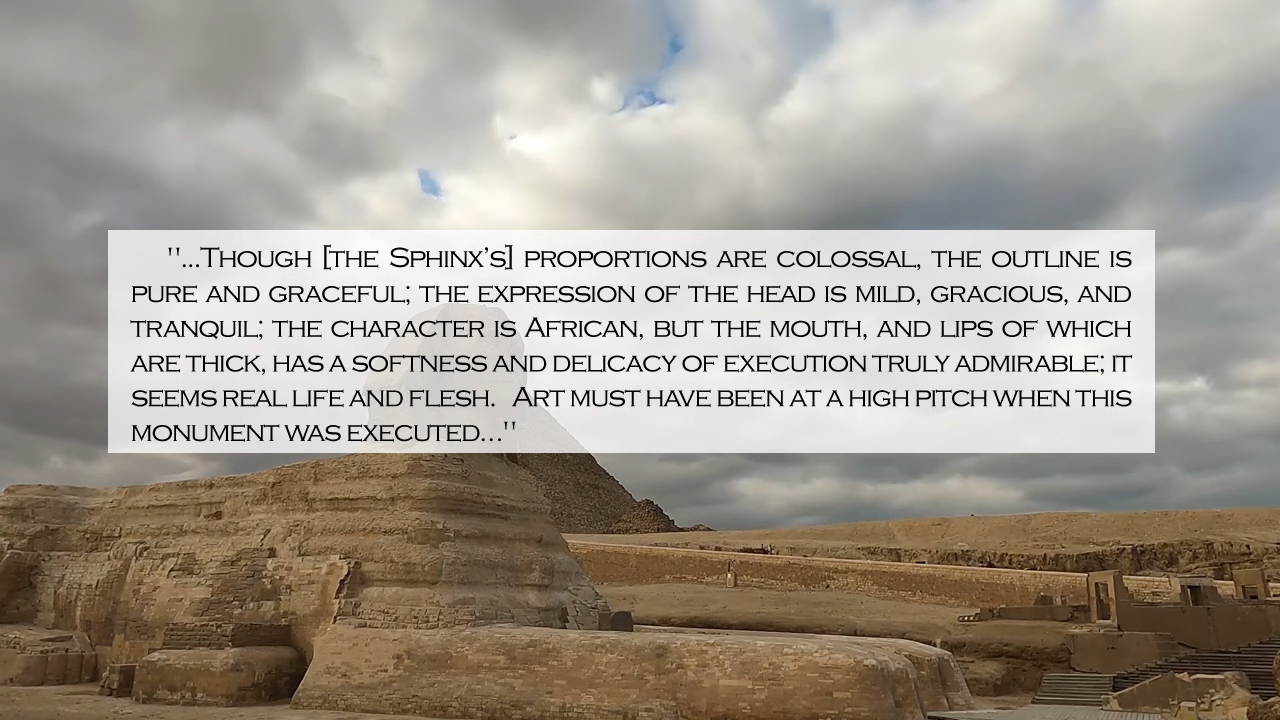 "...Though [the Sphinx's] proportions are colossal, the outline is
pure and graceful; the expression of the head is mild, gracious, and
tranquil; the character is African, but the mouth, and lips of which
are thick, has a softness and delicacy of execution truly admirable; it
seems real life and flesh.  Art must have been at a high pitch when this
monument was executed..."